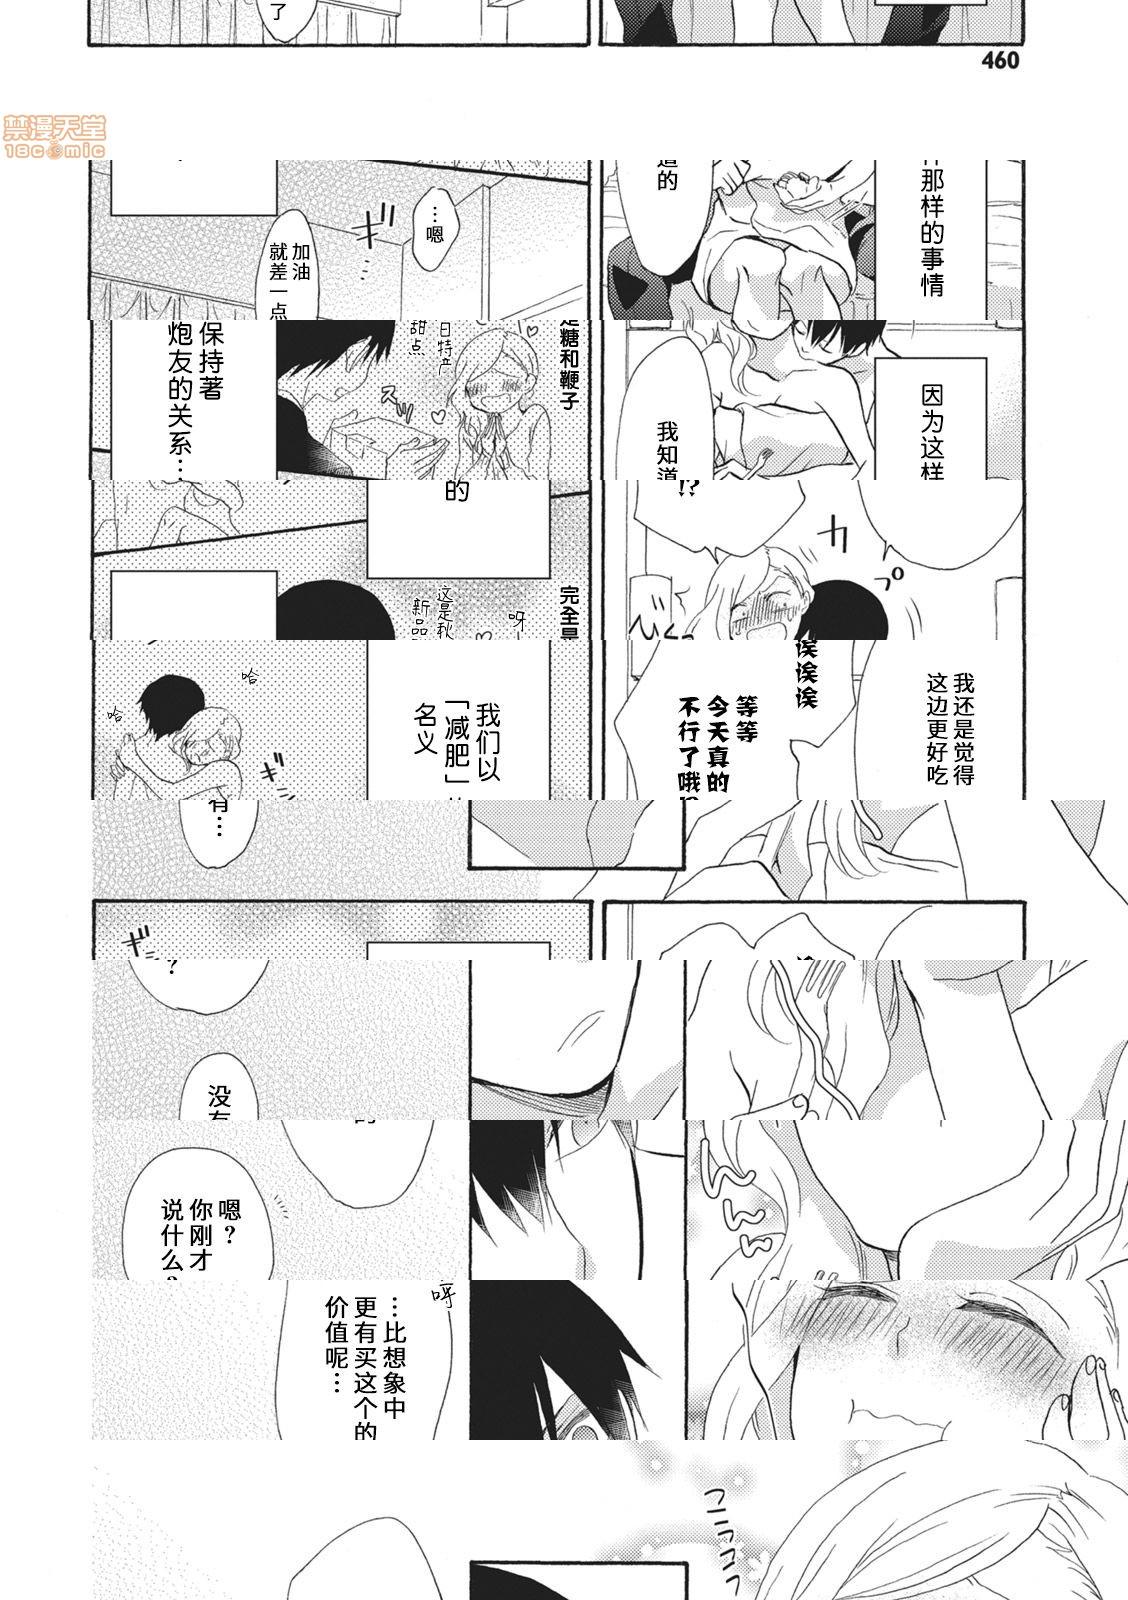 了
460
禁漫天堂
18comic
那样的事情
道的
…嗯
加油
就差一点
因为这样
我知道
糖和鞭子
日特产
甜点
スッ
保持著
炮友的关系…
!?
的
完全是
呀
这是秋
新品
我还是觉得
这边更好吃
诶诶诶
等等
今天真的
不行了哦!?
我们以
「减肥」
名义
哈
哈
有…
?
没有
嗯?
你刚才
说什么?
呀
…比想象中
更有买这个的
价值呢…